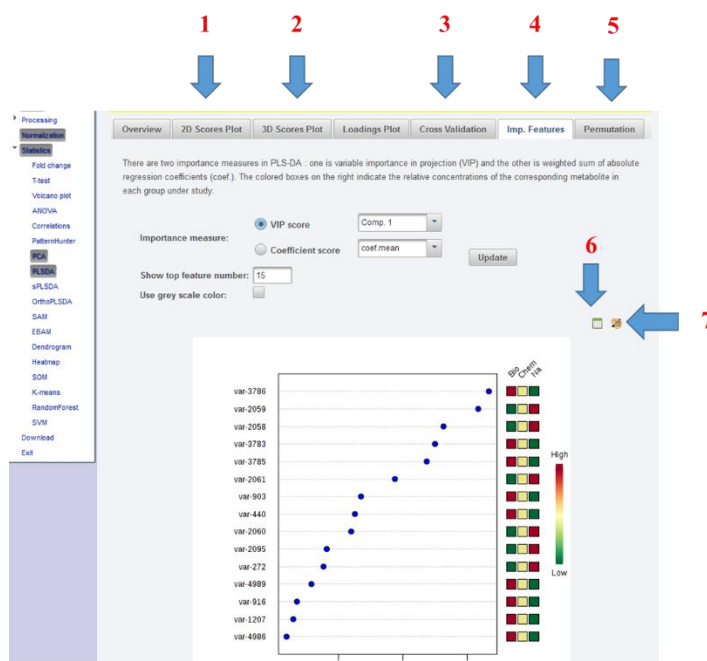 1
2
3
4
5
Processing
Normalization
Statistics
Fold change
T-test
Volcano plot
ANOVA
Correlations
PatternHunter
PCA
PLSDA
sPLSDA
OrthoPLSDA
SAM
EBAM
Dendrogram
Heatmap
SOM
K-means
RandomForest
SVM
Download
Exit
Overview
2D Scores Plot
3D Scores Plot
Loadings Plot
Cross Validation
Imp. Features
Permutation
There are two importance measures in PLS-DA : one is variable importance in projection (VIP) and the other is weighted sum of absolute
regression coefficients (coef.). The colored boxes on the right indicate the relative concentrations of the corresponding metabolite in
each group under study.
Importance measure:
VIP score
Comp. 1
Coefficient score
coef.mean
Update
Show top feature number:
15
Use grey scale color:
6
7
Bio
Chem
Na
var-3786
var-2059
var-2058
var-3783
var-3785
var-2061
var-903
var-440
var-2060
var-2095
var-272
var-4989
var-916
var-1207
var-4986
High
Low